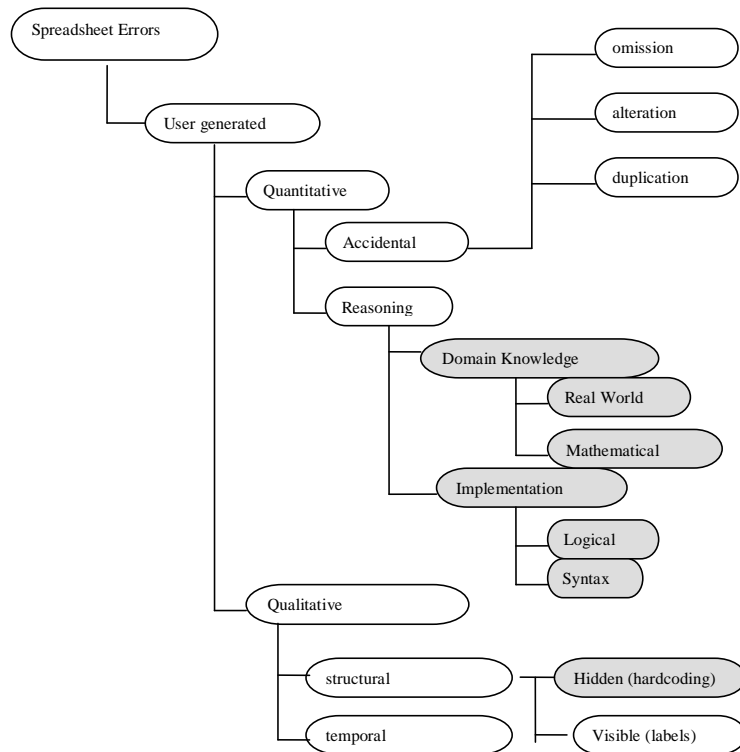 Spreadsheet Errors
omission
User generated
alteration
duplication
Quantitative
Accidental
Reasoning
Domain Knowledge
Real World
Mathematical
Implementation
Logical
Syntax
Qualitative
structural
Hidden (hardcoding)
temporal
Visible (labels)